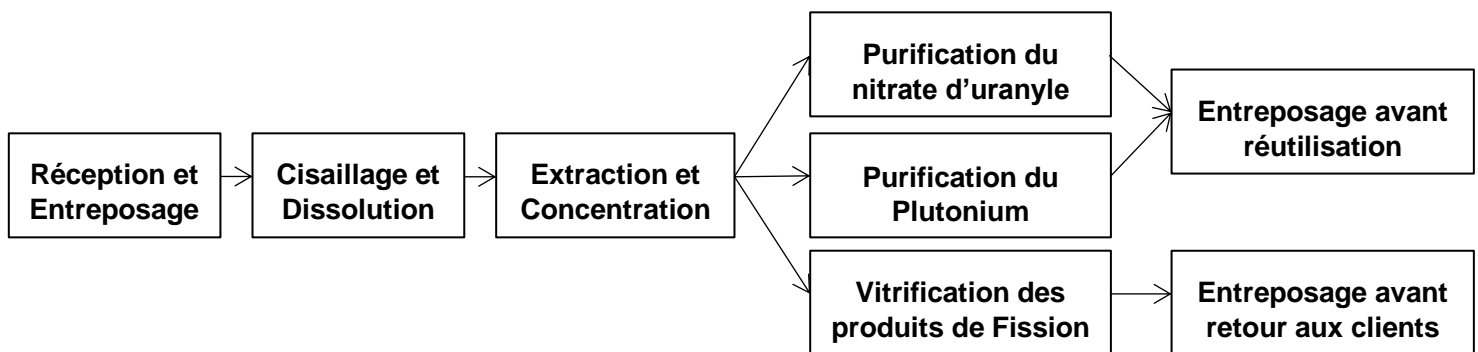 Réception et
Entreposage
Cisaillage et
Dissolution
Extraction et
Concentration
Purification du
nitrate d’uranyle
Purification du
Plutonium
Vitrification des
produits de Fission
Entreposage avant
réutilisation
Entreposage avant
retour aux clients